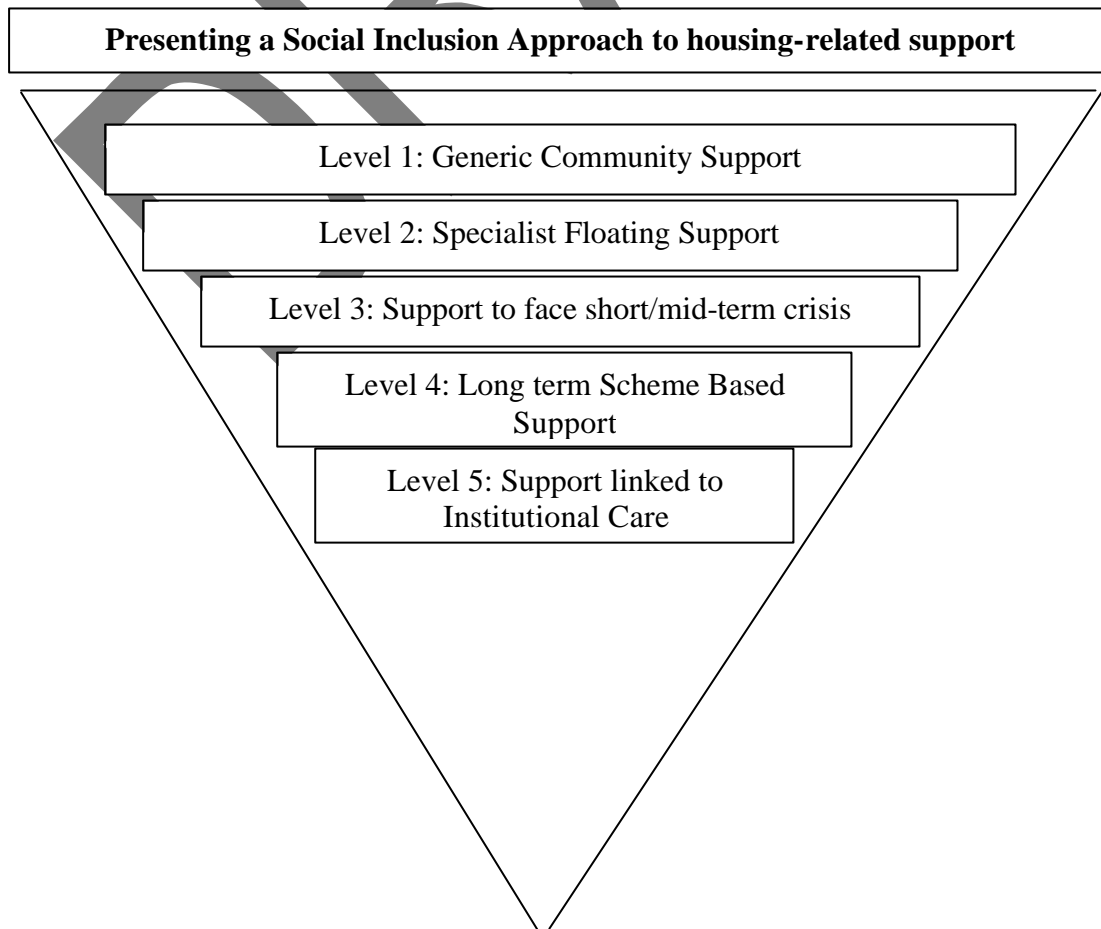 Presenting a Social Inclusion Approach to housing-related support
Level 1: Generic Community Support
Level 2: Specialist Floating Support
Level 3: Support to face short/mid-term crisis
Level 4: Long term Scheme Based
Support
Level 5: Support linked to
Institutional Care